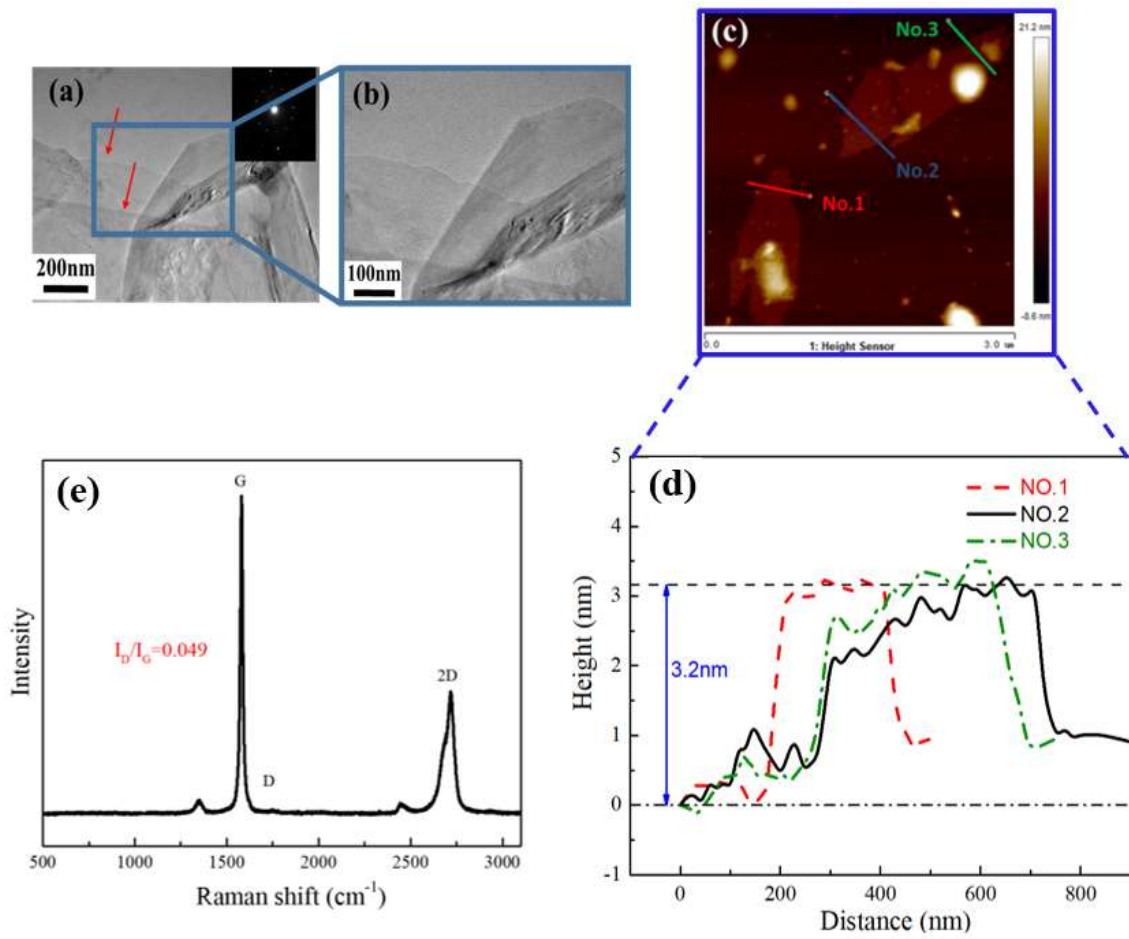 (a)
200nm
(b)
100nm
(c)
No.3
No.2
No.1
21.2 nm
-8.6 nm
0.0
1: Height Sensor
3.0
(e)
G
I_D/I_G=0.049
D
2D
Intensity
500
1000
1500
2000
2500
3000
Raman shift (cm⁻¹)
(d)
NO.1
NO.2
NO.3
3.2nm
Height (nm)
5
4
3
2
1
0
-1
0
200
400
600
800
Distance (nm)